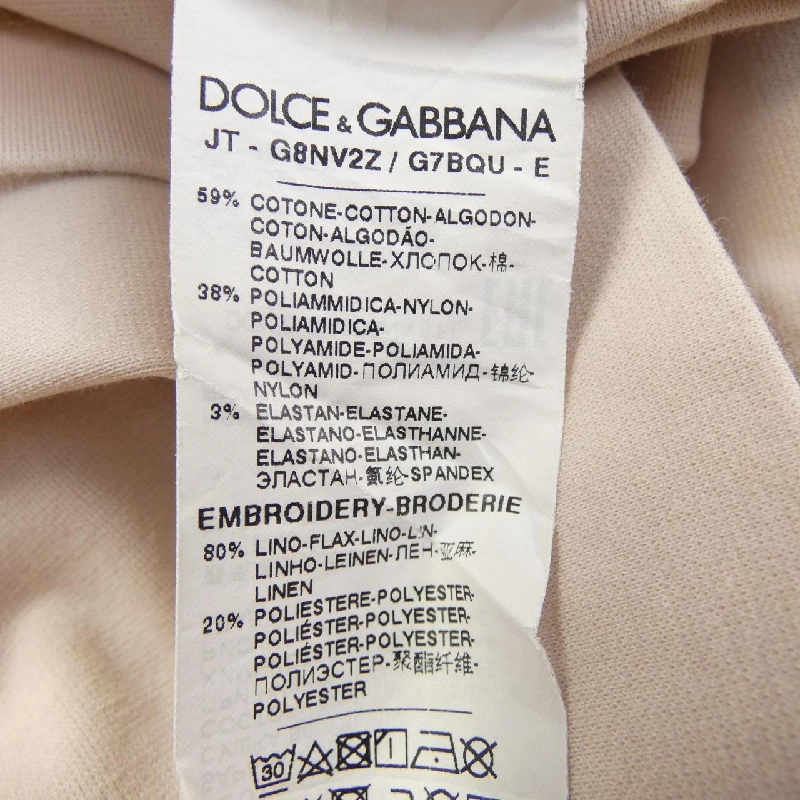 DOLCE & GABBANA
JT - G8NV2Z / G7BQU - E
59% COTONE-COTTON-ALGODON-
COTON-ALGODÃO-
BAUMWOLLE-ХЛОПОК-棉-
COTTON
38% POLIAMMIDICA-NYLON-
POLIAMIDICA-
POLYAMIDE-POLIAMIDA-
POLYAMID-ПОЛИАМИД-锦纶-
NYLON
3% ELASTAN-ELASTANE-
ELASTANO-ELASTHANNE-
ELASTANO-ELASTHAN-
ЭЛАСТАН-氨纶-SPANDEX
EMBROIDERY-BRODERIE
80% LINO-FLAX-LINO-LIN-
LINHO-LEINEN-ЛЕН-亚麻-
LINEN
20% POLIESTERE-POLYESTER-
POLIÉSTER-POLYESTER-
POLIÉSTER-POLYESTER-
ПОЛИЭСТЕР-聚酯纤维-
POLYESTER
30